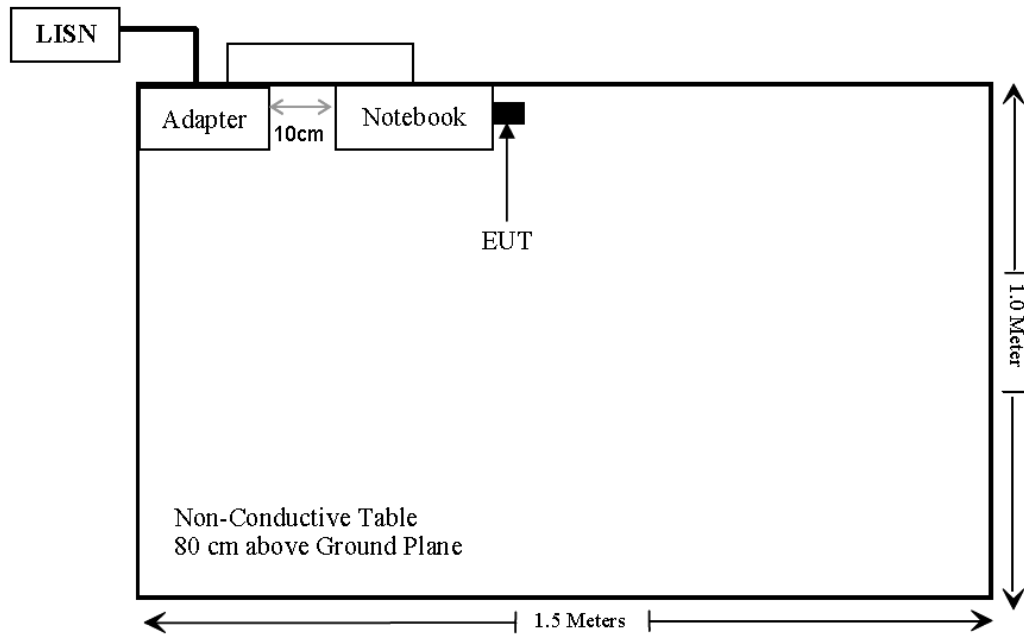 LISN
Adapter
10cm
Notebook
EUT
1.0 Meter
Non-Conductive Table
80 cm above Ground Plane
1.5 Meters